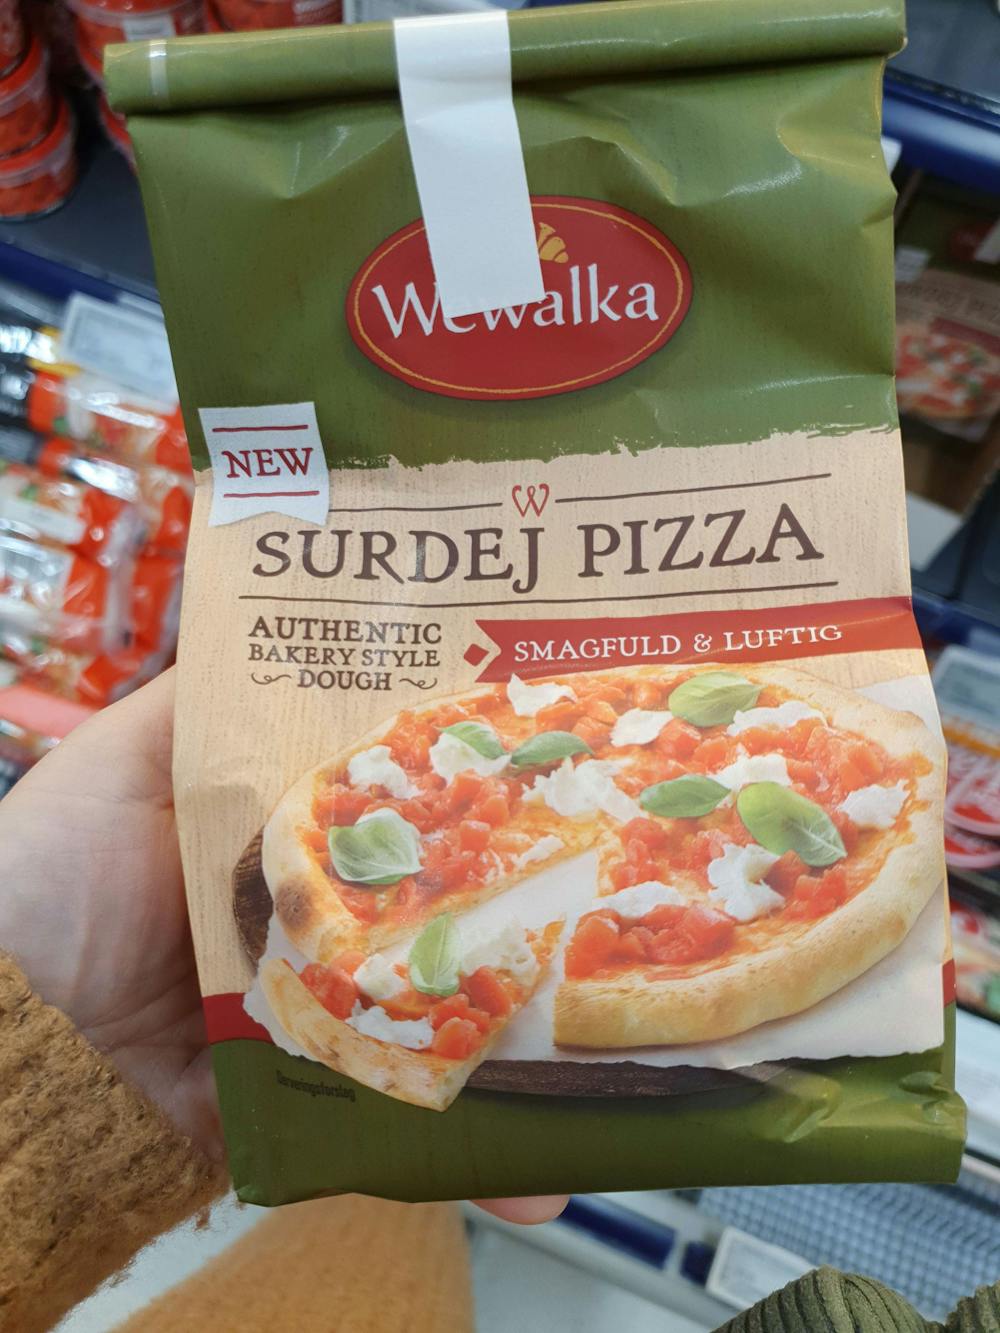 Wewalka
NEW
W
SURDEJ PIZZA
AUTHENTIC
BAKERY STYLE
DOUGH
SMAGFULD & LUFTIG
Serveringsforslag